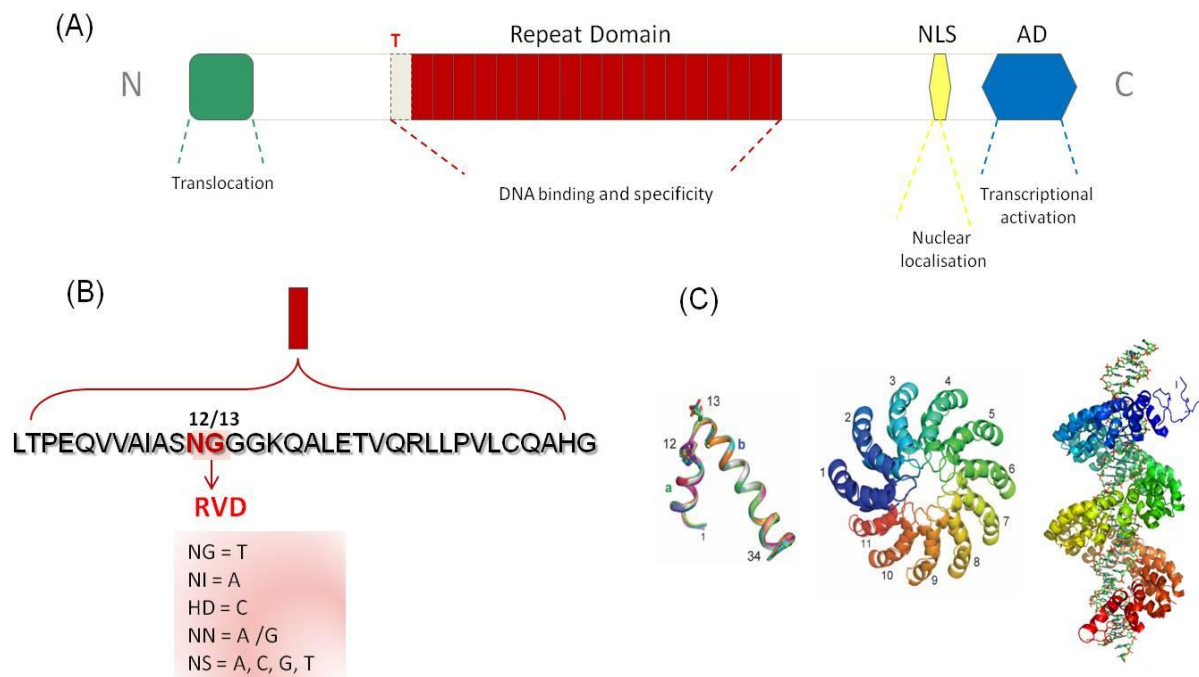 (A)
T
Repeat Domain
NLS
AD
N
C
Translocation
DNA binding and specificity
Transcriptional
activation
Nuclear
localisation
(B)
12/13
LTPEQVVAIASNGGGKQALETVQRLLPVLCQAHG
RVD
NG = T
NI = A
HD = C
NN = A /G
NS = A, C, G, T
(C)
13
12
b
a
1
34
1
2
3
4
5
6
7
8
9
10
11